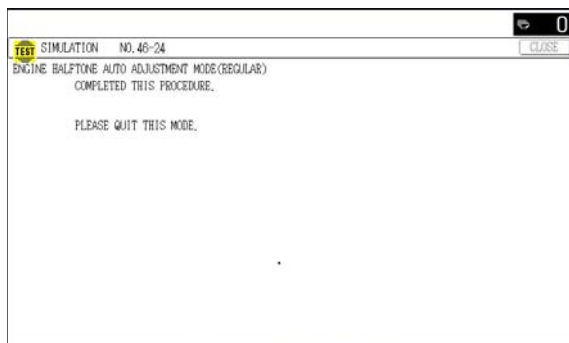 0
TEST SIMULATION NO.46-24 CLOSE
ENGINE HALFTONE AUTO ADJUSTMENT MODE(REGULAR)
COMPLETED THIS PROCEDURE.
PLEASE QUIT THIS MODE.